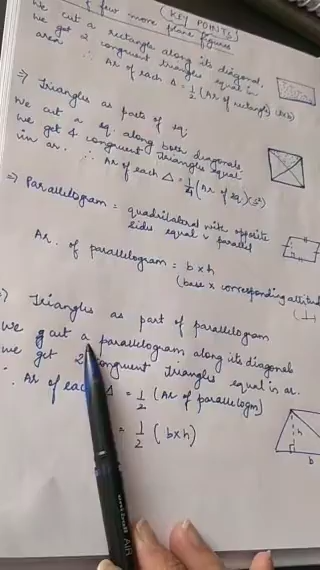 (KEY POINTS)
few more plane figures
We cut a rectangle along its diagonal,
we get 2 congruent triangles equal in
area ∴ Ar of each Δ = 1/2 (Ar of rectangle) (l×b)
⇒ Triangles as parts of sq.
We cut a sq. along both diagonals,
we get 4 congruent triangles equal
in ar. ∴ Ar of each Δ = 1/4 (Ar of sq) (s²)
⇒ Parallelogram = quadrilateral with opposite
sides equal & parallel
Ar. of parallelogram = b × h
(base × corresponding altitude
(⊥
⇒ Triangles as part of parallelogram
We cut a parallelogram along its diagonals
we get 2 congruent triangles equal in ar.
∴ Ar of each Δ = 1/2 (Ar of parallelogm)
= 1/2 (b×h)
h
b
uni-ball AIR